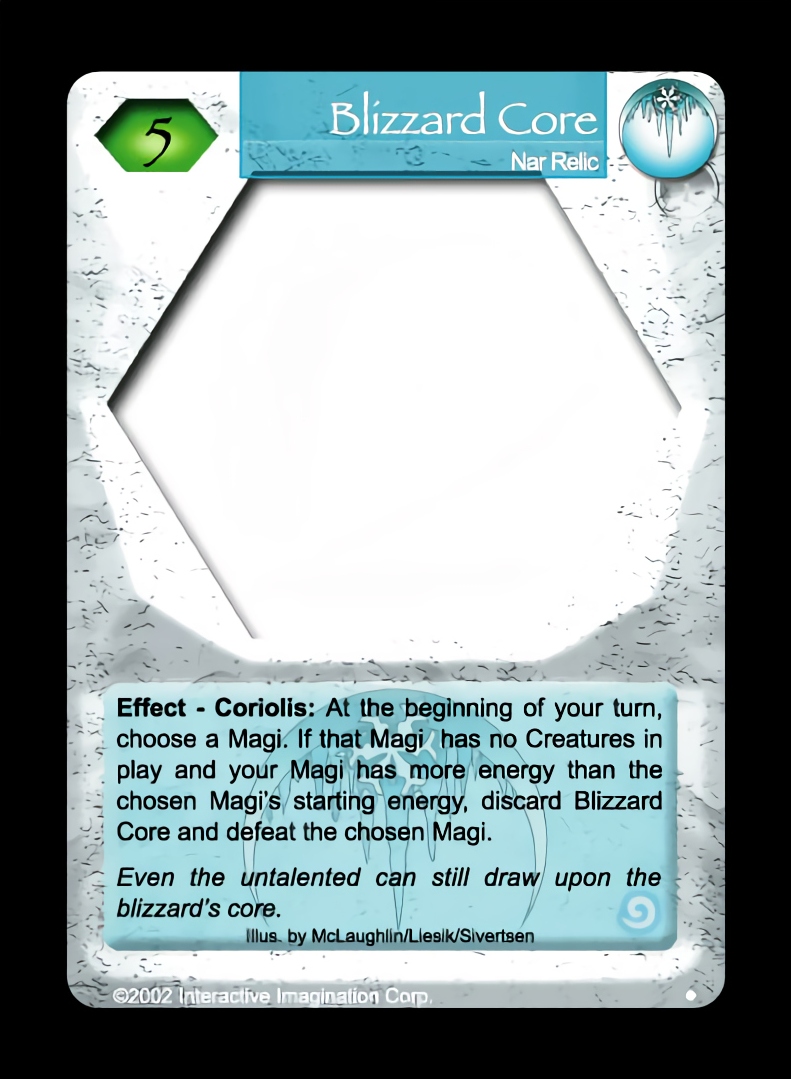 5
Blizzard Core
Nar Relic
Effect - Coriolis: At the beginning of your turn,
choose a Magi. If that Magi has no Creatures in
play and your Magi has more energy than the
chosen Magi's starting energy, discard Blizzard
Core and defeat the chosen Magi.
Even the untalented can still draw upon the
blizzard's core.
Illus. by McLaughlin/Liesik/Sivertsen
©2002 Interactive Imagination Corp.